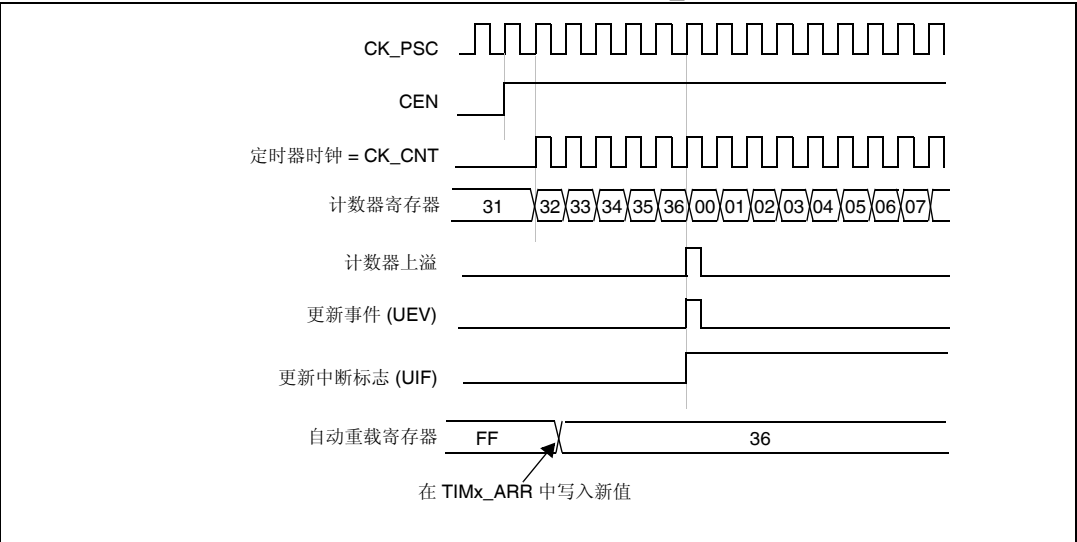 CK_PSC
CEN
定时器时钟 = CK_CNT
计数器寄存器 31 32 33 34 35 36 00 01 02 03 04 05 06 07
计数器上溢
更新事件 (UEV)
更新中断标志 (UIF)
自动重载寄存器 FF 36
在 TIMx_ARR 中写入新值